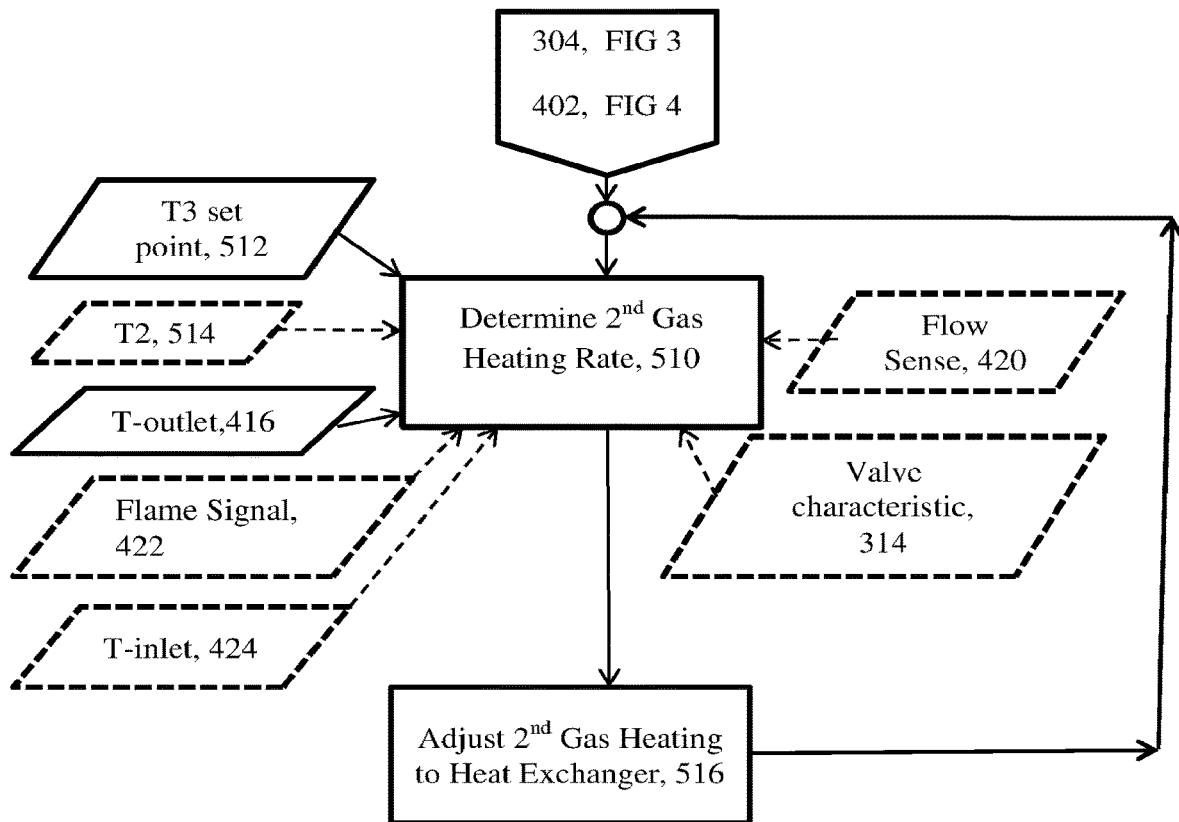 304, FIG 3
402, FIG 4
T3 set
point, 512
T2, 514
T-outlet,416
Flame Signal,
422
T-inlet, 424
Determine 2nd Gas
Heating Rate, 510
Flow
Sense, 420
Valve
characteristic,
314
Adjust 2nd Gas Heating
to Heat Exchanger, 516